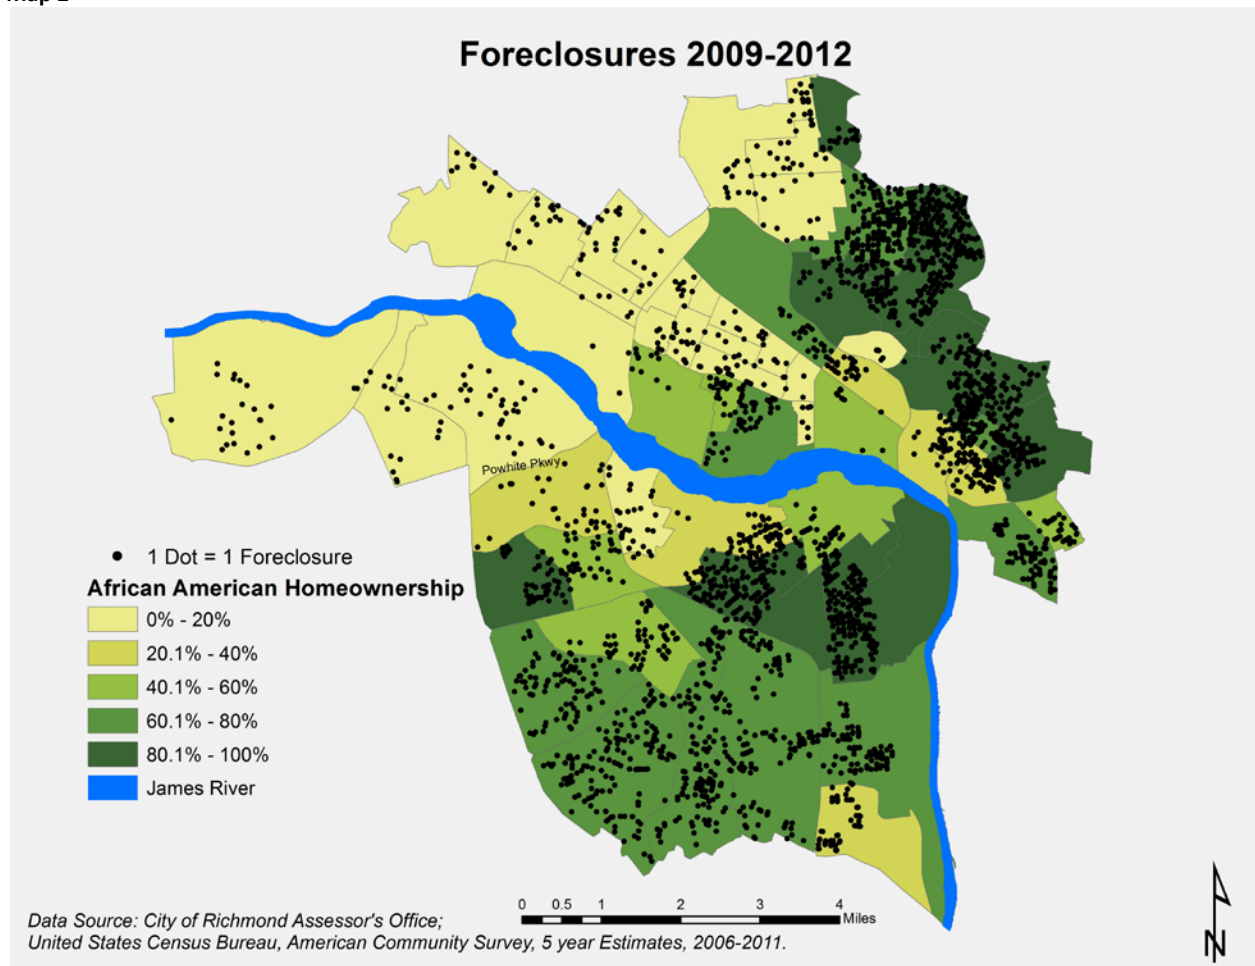 Foreclosures 2009-2012
Powhite Pkwy
1 Dot = 1 Foreclosure
African American Homeownership
0% - 20%
20.1% - 40%
40.1% - 60%
60.1% - 80%
80.1% - 100%
James River
0 0.5 1 2 3 4
Miles
Data Source: City of Richmond Assessor's Office;
United States Census Bureau, American Community Survey, 5 year Estimates, 2006-2011.
N